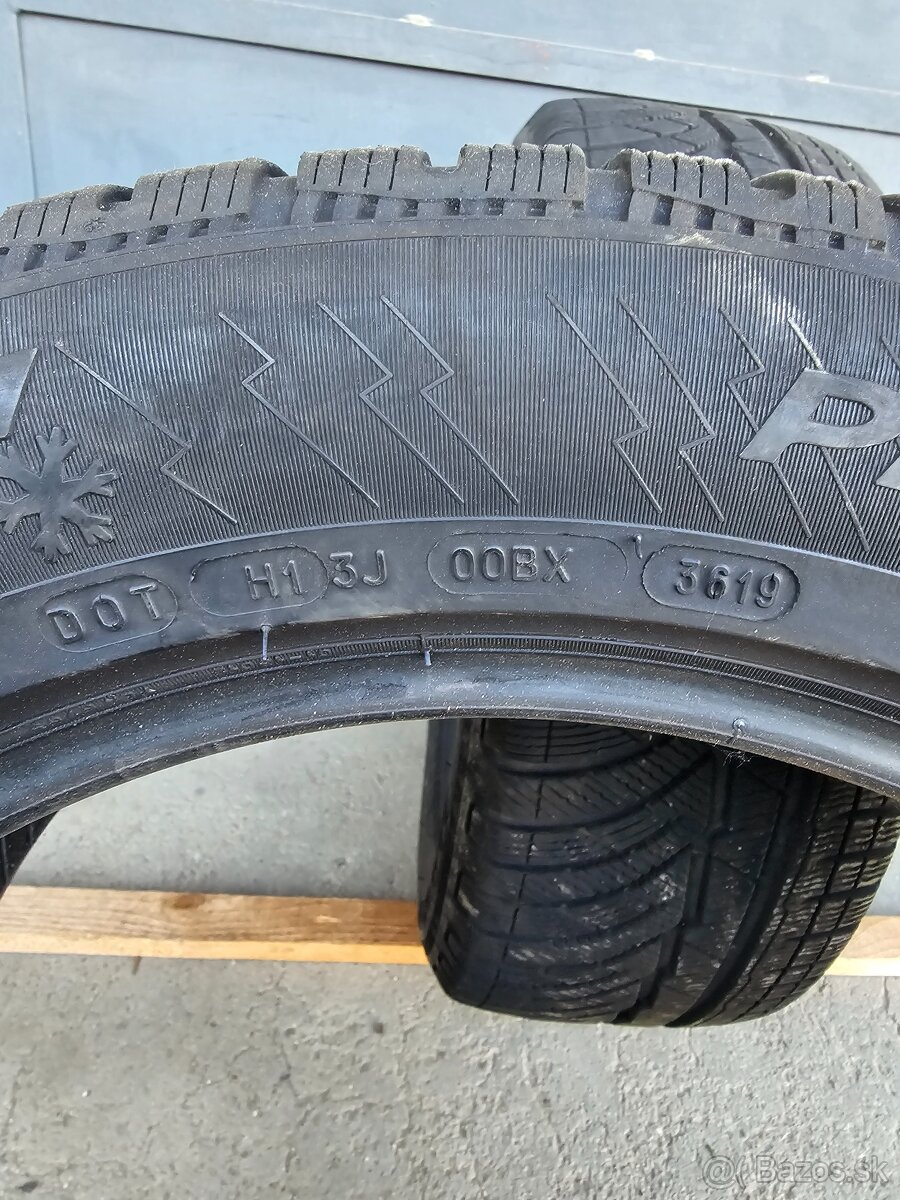 DOT H1 3J 00BX 3619
@ Bazos.sk